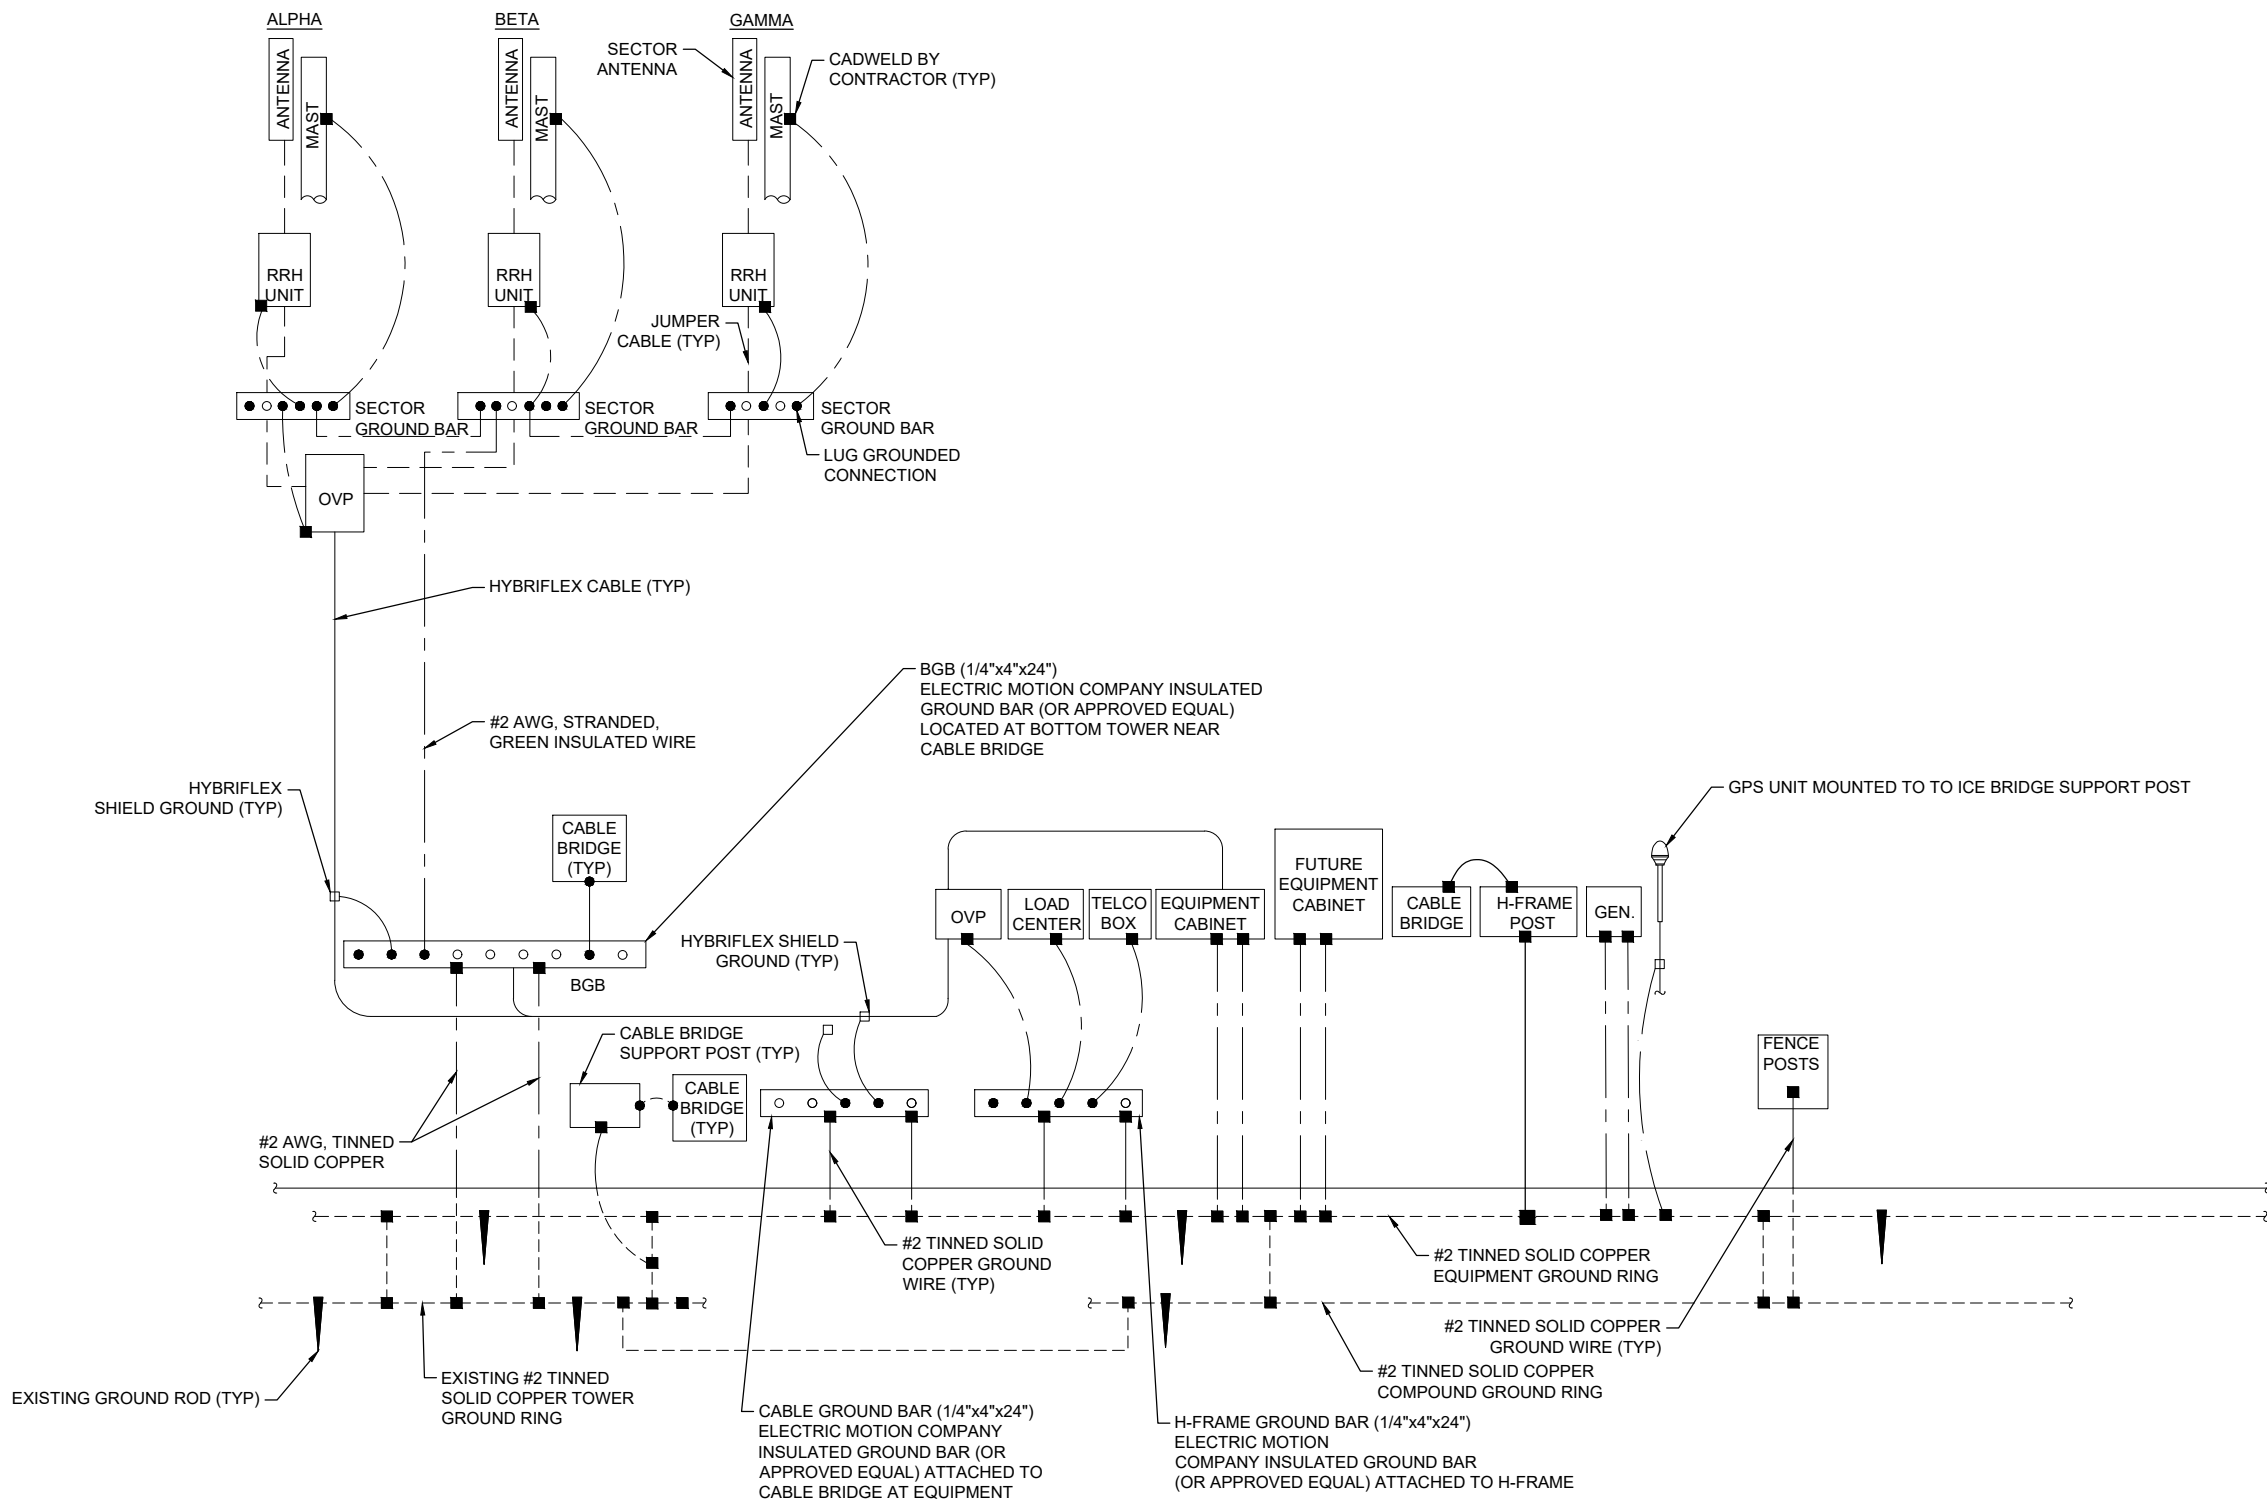 ALPHA
BETA
GAMMA
ANTENNA
MAST
ANTENNA
MAST
SECTOR
ANTENNA
ANTENNA
MAST
CADWELD BY
CONTRACTOR (TYP)
RRH
UNIT
RRH
UNIT
RRH
UNIT
JUMPER
CABLE (TYP)
SECTOR
GROUND BAR
SECTOR
GROUND BAR
SECTOR
GROUND BAR
LUG GROUNDED
CONNECTION
OVP
HYBRIFLEX CABLE (TYP)
BGB (1/4"x4"x24")
ELECTRIC MOTION COMPANY INSULATED
GROUND BAR (OR APPROVED EQUAL)
LOCATED AT BOTTOM TOWER NEAR
CABLE BRIDGE
#2 AWG, STRANDED,
GREEN INSULATED WIRE
HYBRIFLEX
SHIELD GROUND (TYP)
GPS UNIT MOUNTED TO TO ICE BRIDGE SUPPORT POST
CABLE
BRIDGE
(TYP)
OVP
LOAD
CENTER
TELCO
BOX
EQUIPMENT
CABINET
FUTURE
EQUIPMENT
CABINET
CABLE
BRIDGE
H-FRAME
POST
GEN.
HYBRIFLEX SHIELD
GROUND (TYP)
BGB
CABLE BRIDGE
SUPPORT POST (TYP)
CABLE
BRIDGE
(TYP)
FENCE
POSTS
#2 AWG, TINNED
SOLID COPPER
#2 TINNED SOLID
COPPER GROUND
WIRE (TYP)
#2 TINNED SOLID COPPER
EQUIPMENT GROUND RING
#2 TINNED SOLID COPPER
GROUND WIRE (TYP)
#2 TINNED SOLID COPPER
COMPOUND GROUND RING
EXISTING GROUND ROD (TYP)
EXISTING #2 TINNED
SOLID COPPER TOWER
GROUND RING
CABLE GROUND BAR (1/4"x4"x24")
ELECTRIC MOTION COMPANY
INSULATED GROUND BAR (OR
APPROVED EQUAL) ATTACHED TO
CABLE BRIDGE AT EQUIPMENT
H-FRAME GROUND BAR (1/4"x4"x24")
ELECTRIC MOTION
COMPANY INSULATED GROUND BAR
(OR APPROVED EQUAL) ATTACHED TO H-FRAME